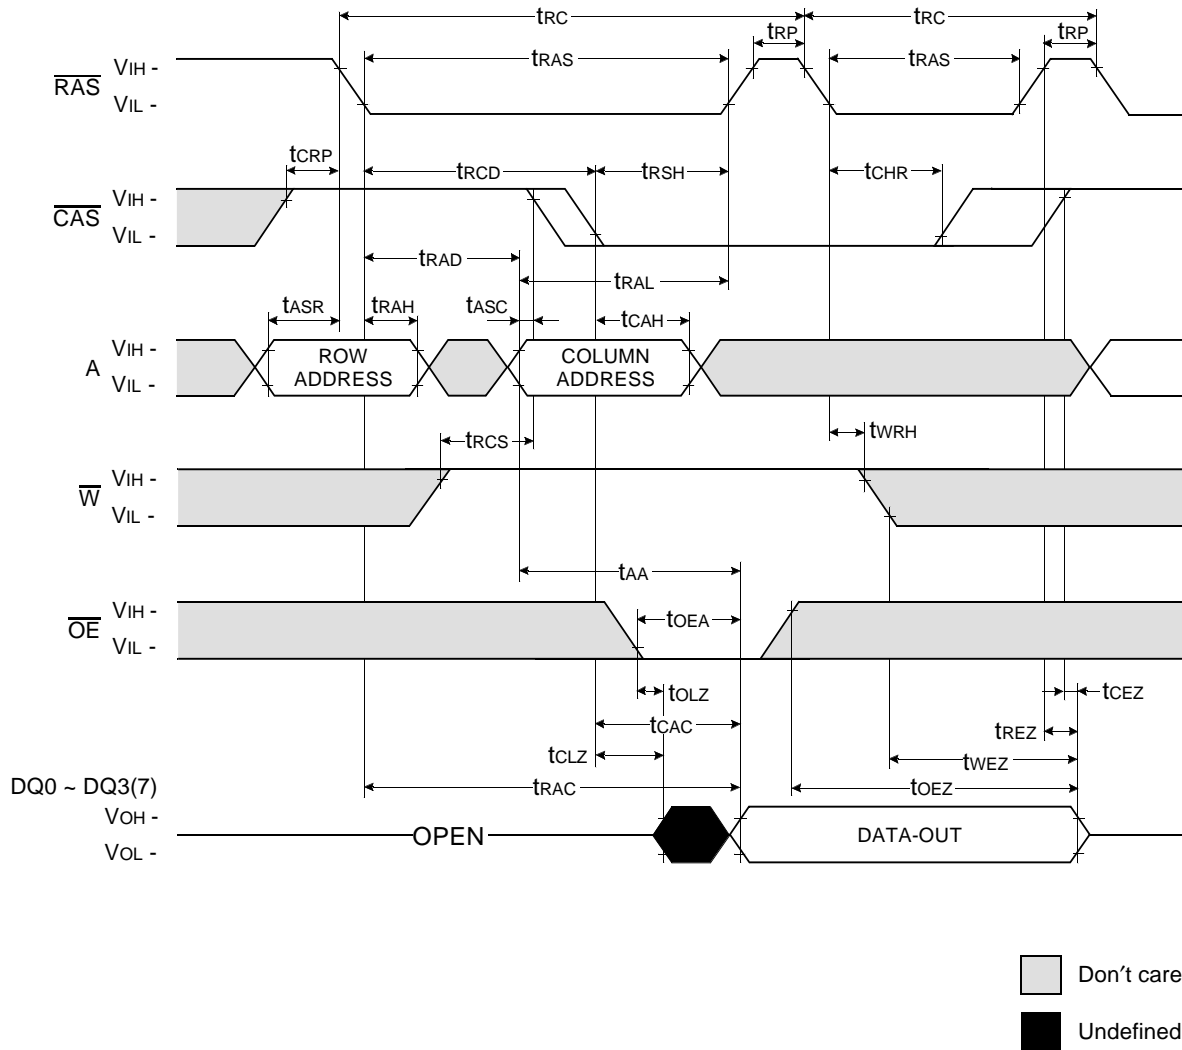 tRC tRC
tRP tRP
VIH -
RAS
VIL -
tRAS tRAS
tCRP tRCD tRSH tCHR
VIH -
CAS
VIL -
tRAD
tRAL
tASR tRAH tASC tCAH
VIH -
A
VIL -
ROW
ADDRESS
COLUMN
ADDRESS
tRCS tWRH
VIH -
W
VIL -
tAA
VIH -
OE
VIL -
tOEA
tOLZ tCEZ
tCAC tREZ
tCLZ tWEZ
DQ0 ~ DQ3(7) tRAC tOEZ
VOH -
VOL -
OPEN DATA-OUT
Don't care
Undefined